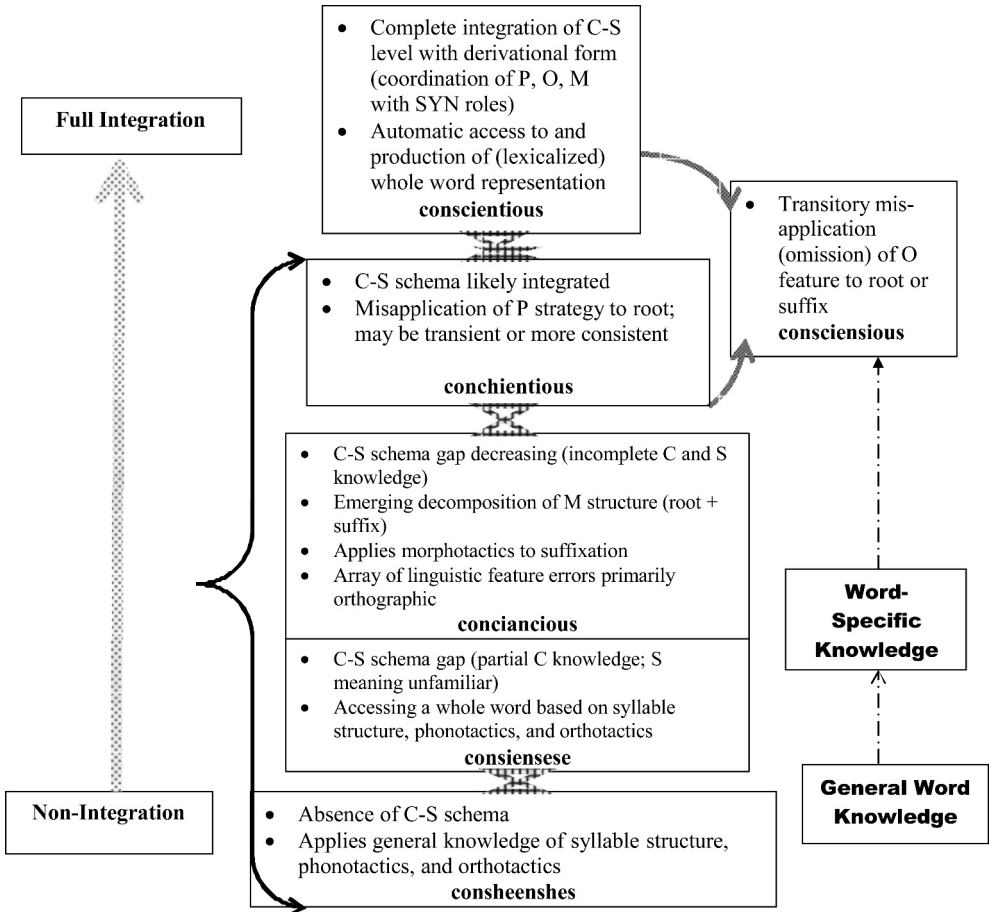 • Complete integration of C-S
level with derivational form
(coordination of P, O, M
with SYN roles)
• Automatic access to and
production of (lexicalized)
whole word representation
conscientious
Full Integration
• Transitory mis-
application
(omission) of O
feature to root or
suffix
consciensious
• C-S schema likely integrated
• Misapplication of P strategy to root;
may be transient or more consistent
conchientious
• C-S schema gap decreasing (incomplete C and S
knowledge)
• Emerging decomposition of M structure (root +
suffix)
• Applies morphotactics to suffixation
• Array of linguistic feature errors primarily
orthographic
conciancious
Word-
Specific
Knowledge
• C-S schema gap (partial C knowledge; S
meaning unfamiliar)
• Accessing a whole word based on syllable
structure, phonotactics, and orthotactics
consiensese
General Word
Knowledge
Non-Integration
• Absence of C-S schema
• Applies general knowledge of syllable structure,
phonotactics, and orthotactics
consheenshes